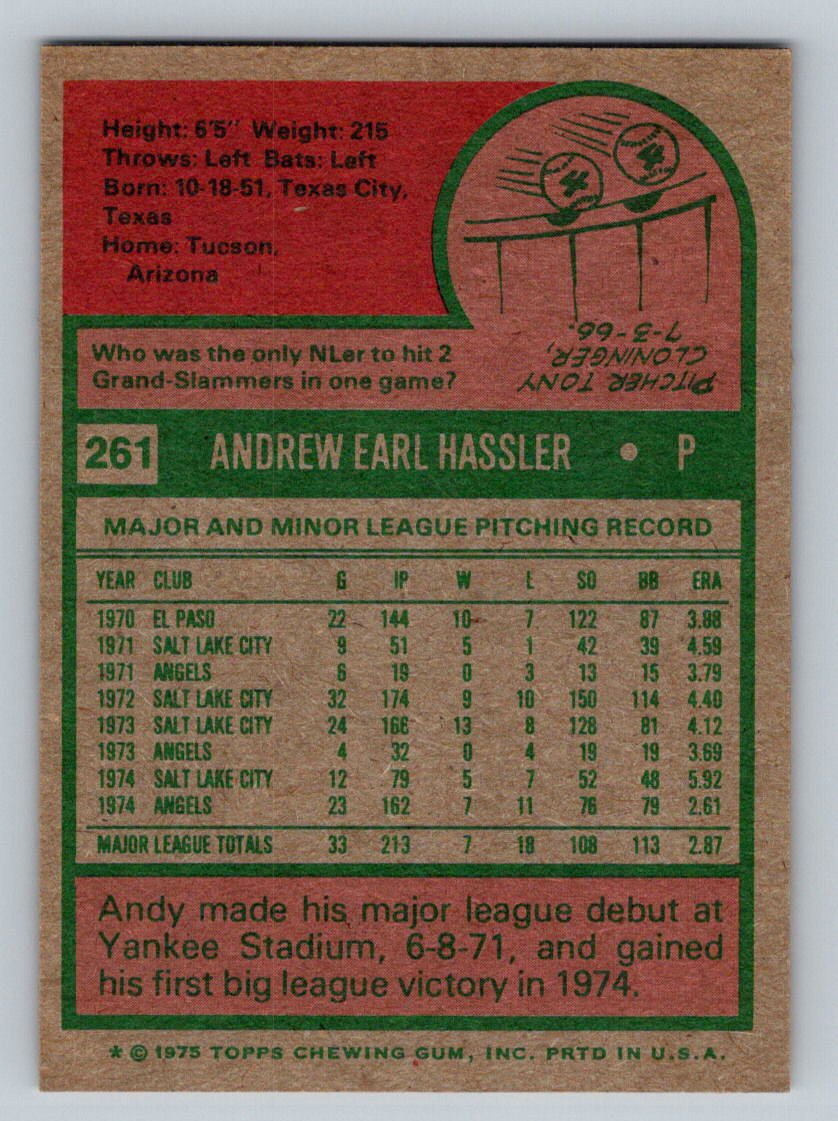 Height: 6'5" Weight: 215
Throws: Left Bats: Left
Born: 10-18-51, Texas City,
Texas
Home: Tucson,
Arizona
Who was the only NLer to hit 2
Grand-Slammers in one game?
PITCHER TONY
CLONINGER,
7-3-66.
261 ANDREW EARL HASSLER • P
MAJOR AND MINOR LEAGUE PITCHING RECORD
YEAR CLUB G IP W L SO BB ERA
1970 EL PASO 22 144 10 7 122 87 3.88
1971 SALT LAKE CITY 9 51 5 1 42 39 4.59
1971 ANGELS 6 19 0 3 13 15 3.79
1972 SALT LAKE CITY 32 174 9 10 150 114 4.40
1973 SALT LAKE CITY 24 166 13 8 128 81 4.12
1973 ANGELS 4 32 0 4 19 19 3.69
1974 SALT LAKE CITY 12 79 5 7 52 48 5.92
1974 ANGELS 23 162 7 11 76 79 2.61
MAJOR LEAGUE TOTALS 33 213 7 18 108 113 2.87
Andy made his major league debut at
Yankee Stadium, 6-8-71, and gained
his first big league victory in 1974.
* © 1975 TOPPS CHEWING GUM, INC. PRTD IN U.S.A.